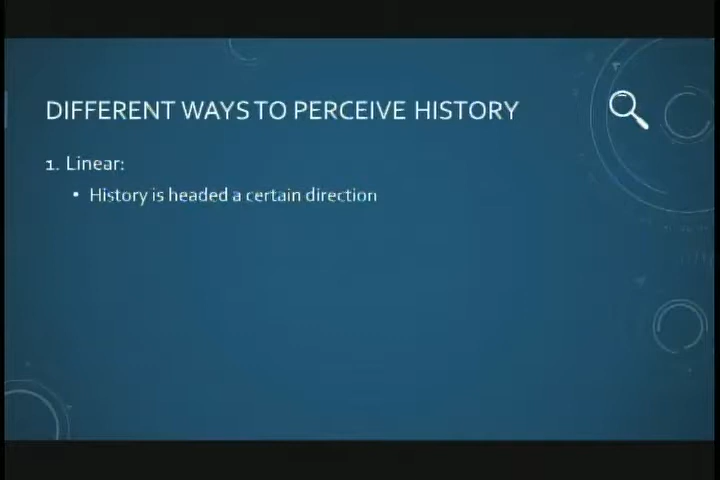 DIFFERENT WAYS TO PERCEIVE HISTORY
1. Linear:
• History is headed a certain direction